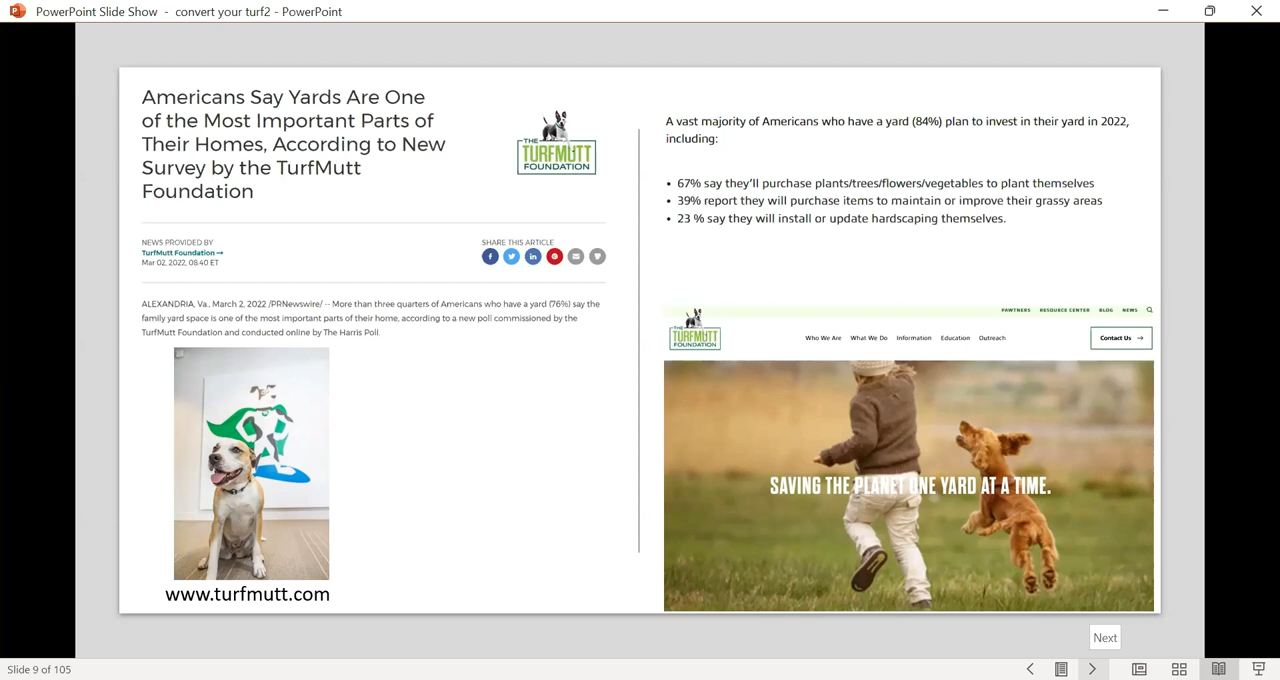 PowerPoint Slide Show - convert your turf2 - PowerPoint
Americans Say Yards Are One
of the Most Important Parts of
Their Homes, According to New
Survey by the TurfMutt
Foundation
THE
TURFMUTT
FOUNDATION
NEWS PROVIDED BY
TurfMutt Foundation →
Mar 02, 2022, 08:40 ET
SHARE THIS ARTICLE
ALEXANDRIA, Va., March 2, 2022 /PRNewswire/ -- More than three quarters of Americans who have a yard (76%) say the
family yard space is one of the most important parts of their home, according to a new poll commissioned by the
TurfMutt Foundation and conducted online by The Harris Poll.
www.turfmutt.com
A vast majority of Americans who have a yard (84%) plan to invest in their yard in 2022,
including:
• 67% say they’ll purchase plants/trees/flowers/vegetables to plant themselves
• 39% report they will purchase items to maintain or improve their grassy areas
• 23 % say they will install or update hardscaping themselves.
PAWTNERS RESOURCE CENTER BLOG NEWS
THE
TURFMUTT
FOUNDATION
Who We Are What We Do Information Education Outreach
Contact Us →
SAVING THE PLANET ONE YARD AT A TIME.
Next
Slide 9 of 105